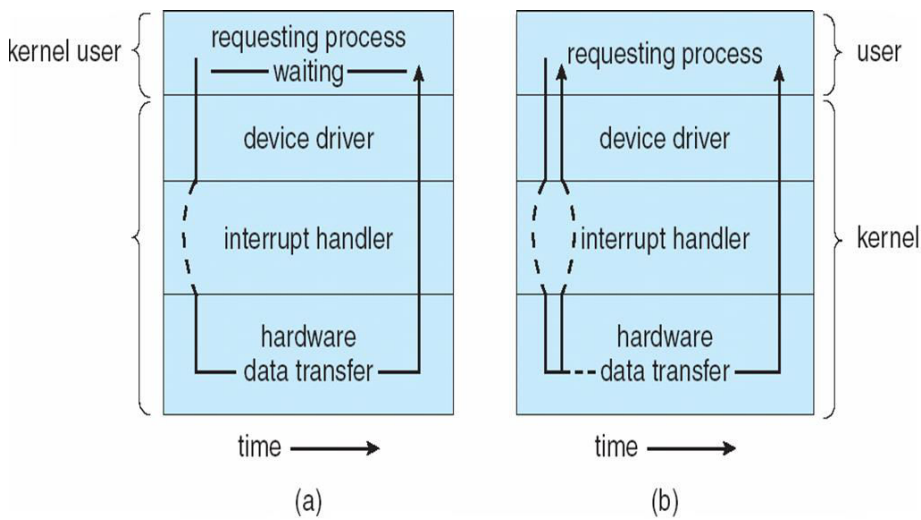 kernel user
requesting process
waiting
device driver
interrupt handler
hardware
data transfer
time
(a)
requesting process
device driver
interrupt handler
hardware
data transfer
user
kernel
time
(b)